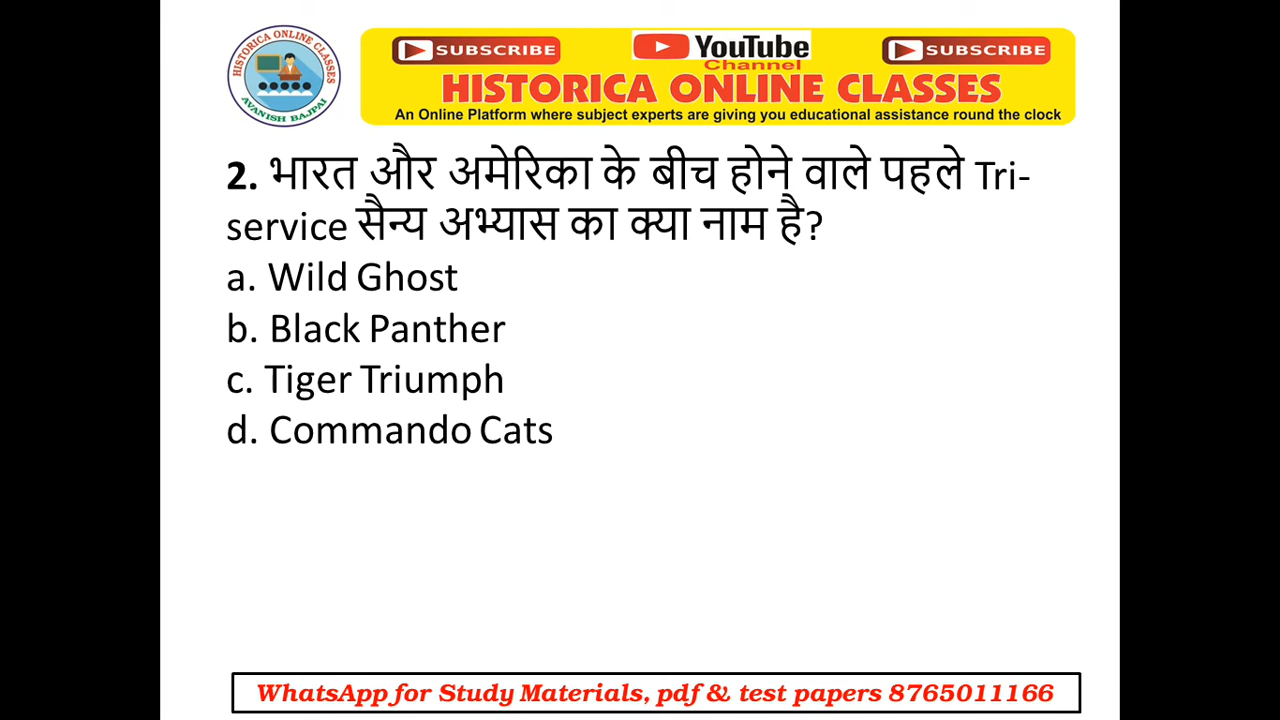 HISTORICA ONLINE CLASSES
AVANISH BAJPAI
SUBSCRIBE
YouTube
Channel
SUBSCRIBE
HISTORICA ONLINE CLASSES
An Online Platform where subject experts are giving you educational assistance round the clock
2. भारत और अमेरिका के बीच होने वाले पहले Tri-
service सैन्य अभ्यास का क्या नाम है?
a. Wild Ghost
b. Black Panther
c. Tiger Triumph
d. Commando Cats
WhatsApp for Study Materials, pdf & test papers 8765011166